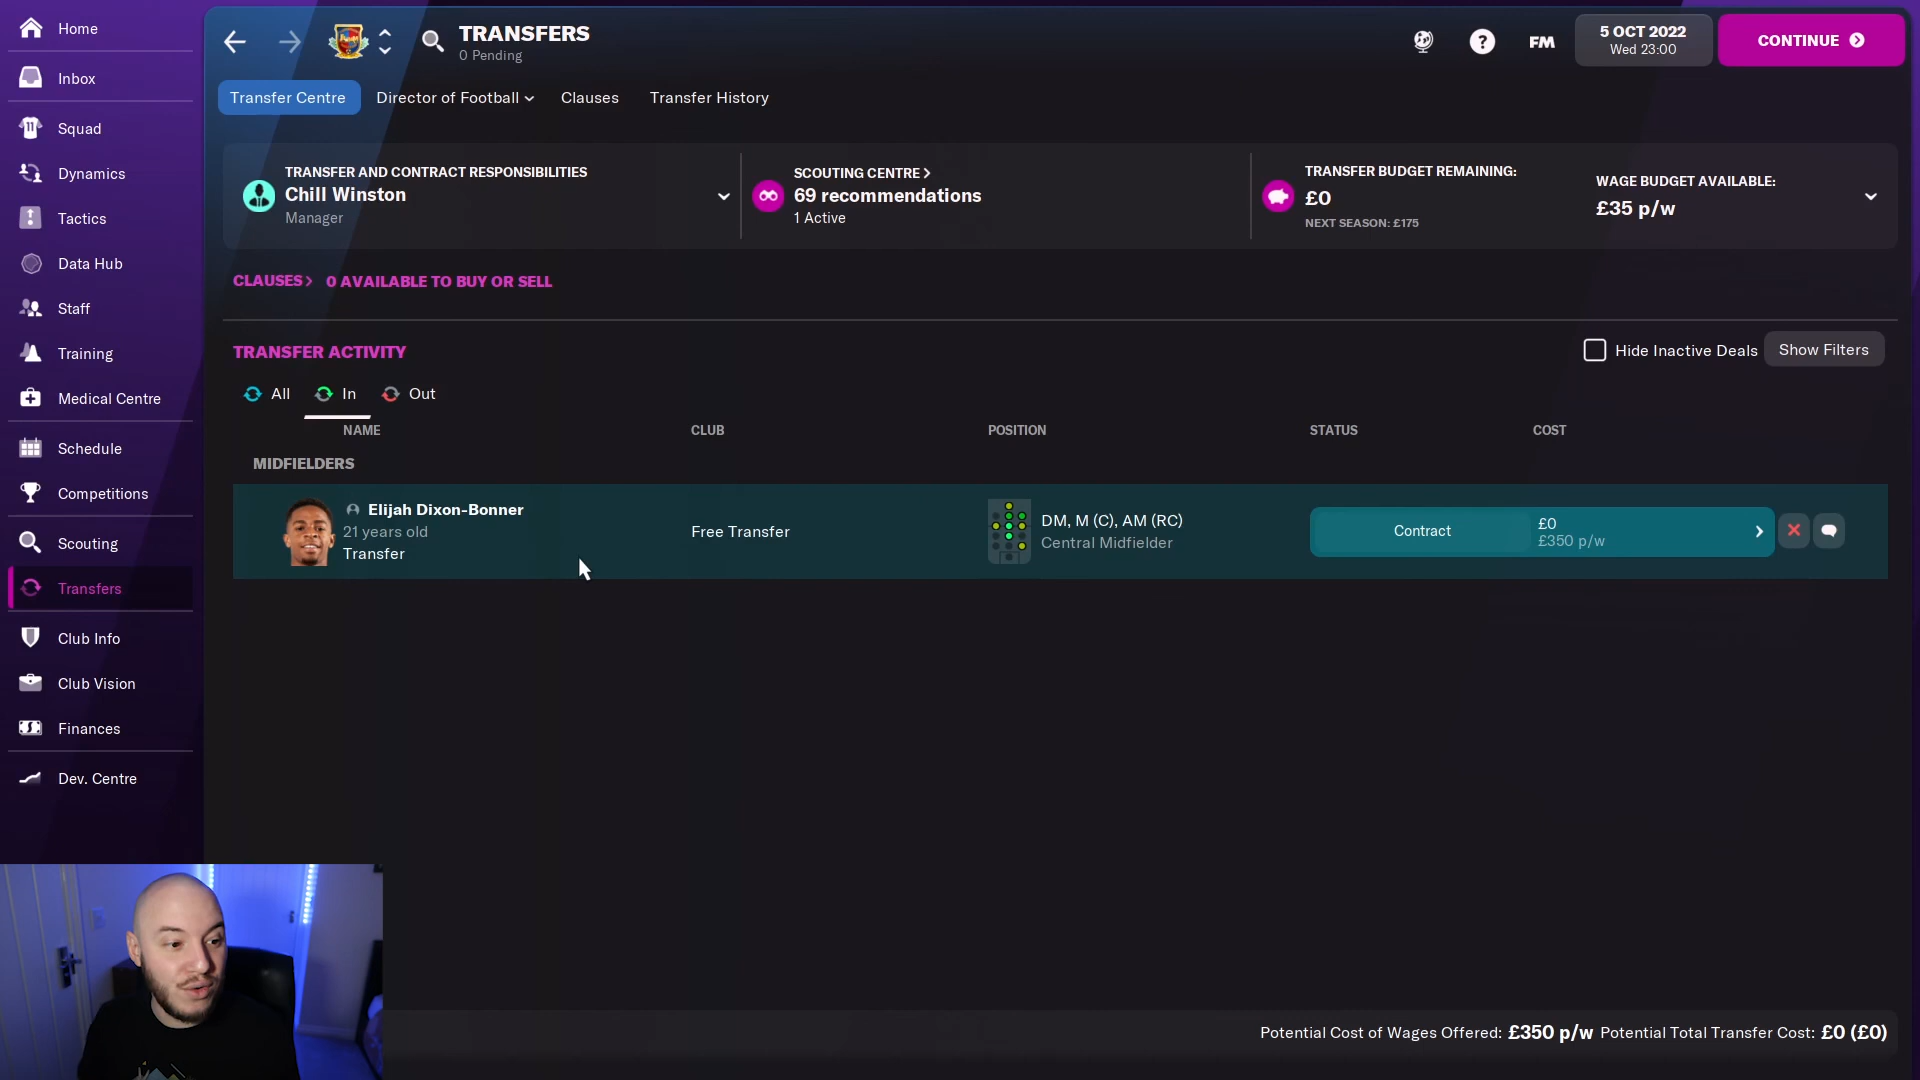 Home
Inbox
Squad
Dynamics
Tactics
Data Hub
Staff
Training
Medical Centre
Schedule
Competitions
Scouting
Transfers
Club Info
Club Vision
Finances
Dev. Centre
TRANSFERS
0 Pending
FM
5 OCT 2022
Wed 23:00
CONTINUE
Transfer Centre Director of Football Clauses Transfer History
TRANSFER AND CONTRACT RESPONSIBILITIES
Chill Winston
Manager
SCOUTING CENTRE
69 recommendations
1 Active
TRANSFER BUDGET REMAINING:
£0
NEXT SEASON: £175
WAGE BUDGET AVAILABLE:
£35 p/w
CLAUSES 0 AVAILABLE TO BUY OR SELL
TRANSFER ACTIVITY
Hide Inactive Deals Show Filters
All In Out
NAME CLUB POSITION STATUS COST
MIDFIELDERS
Elijah Dixon-Bonner
21 years old
Transfer
Free Transfer
DM, M (C), AM (RC)
Central Midfielder
Contract
£0
£350 p/w
Potential Cost of Wages Offered: £350 p/w Potential Total Transfer Cost: £0 (£0)